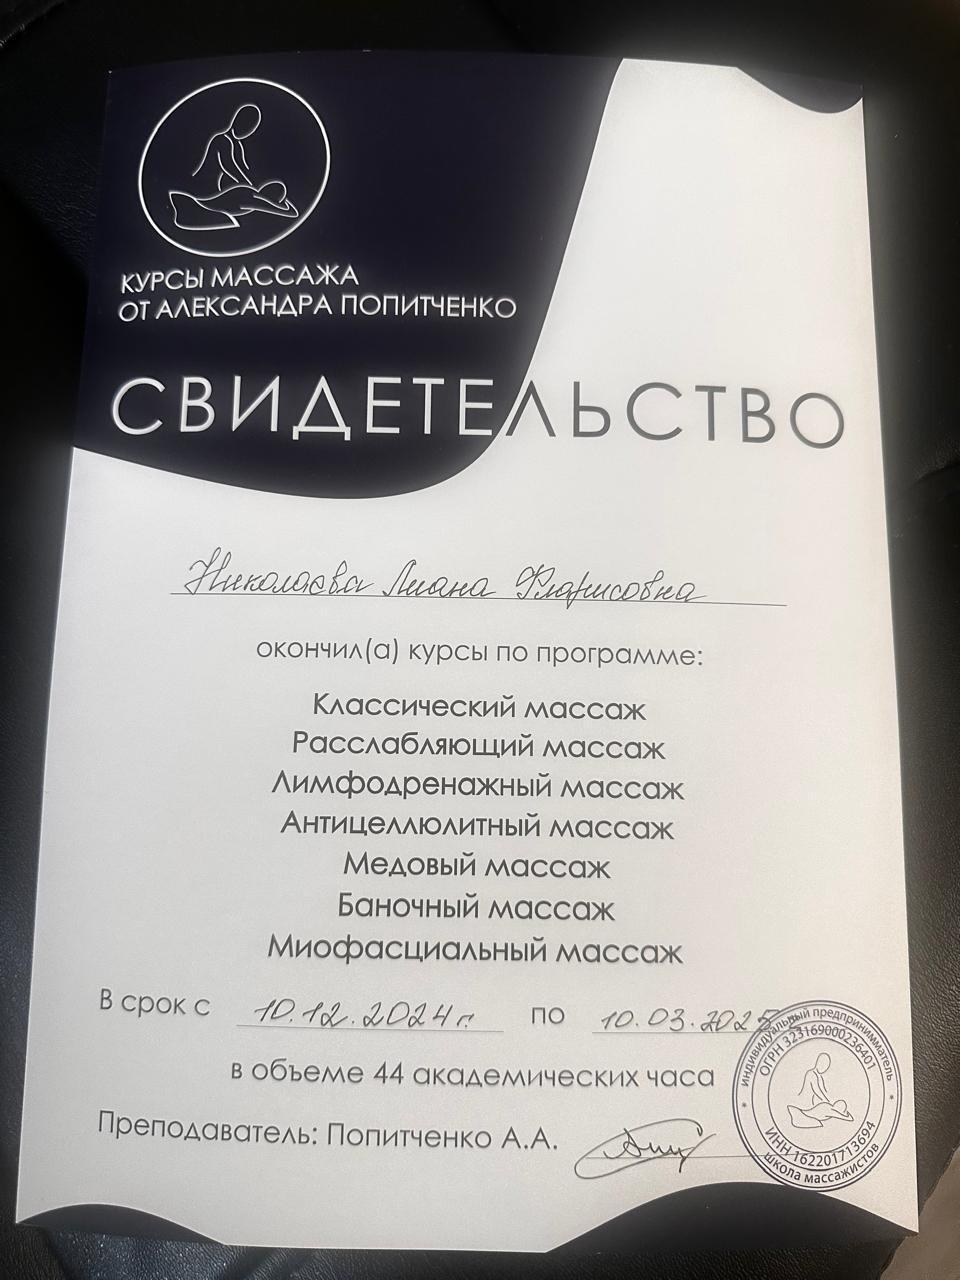 КУРСЫ МАССАЖА
ОТ АЛЕКСАНДРА ПОПИТЧЕНКО
СВИДЕТЕЛЬСТВО
Николаева Лиана Фларисовна
окончил(а) курсы по программе:
Классический массаж
Расслабляющий массаж
Лимфодренажный массаж
Антицеллюлитный массаж
Медовый массаж
Баночный массаж
Миофасциальный массаж
В срок с 10.12.2024г. по 10.03.2025
в объеме 44 академических часа
Преподаватель: Попитченко А.А.
индивидуальный предприниматель
ОГРН 323169000236401
ИНН 162201713694
школа массажистов